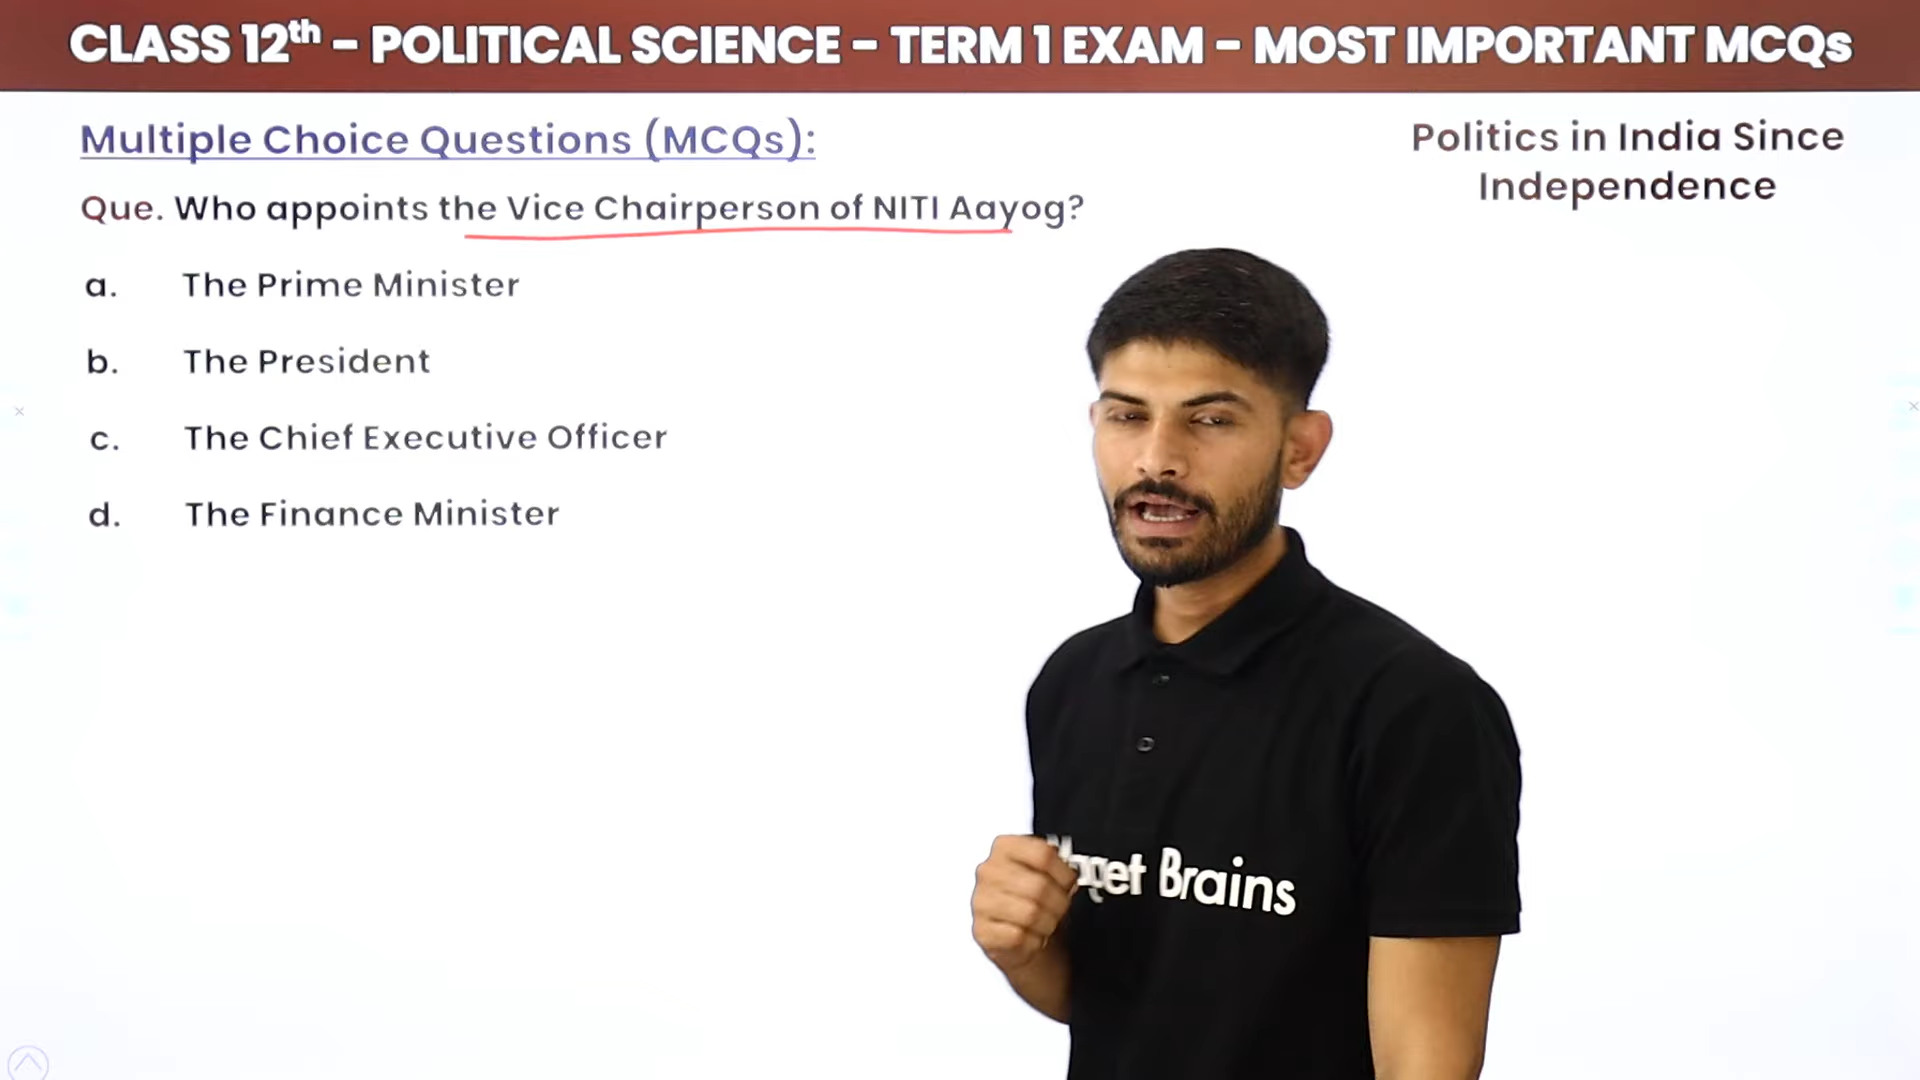 CLASS 12th – POLITICAL SCIENCE – TERM 1 EXAM – MOST IMPORTANT MCQs
Multiple Choice Questions (MCQs):
Politics in India Since
Independence
Que. Who appoints the Vice Chairperson of NITI Aayog?
a. The Prime Minister
b. The President
c. The Chief Executive Officer
d. The Finance Minister
Brains